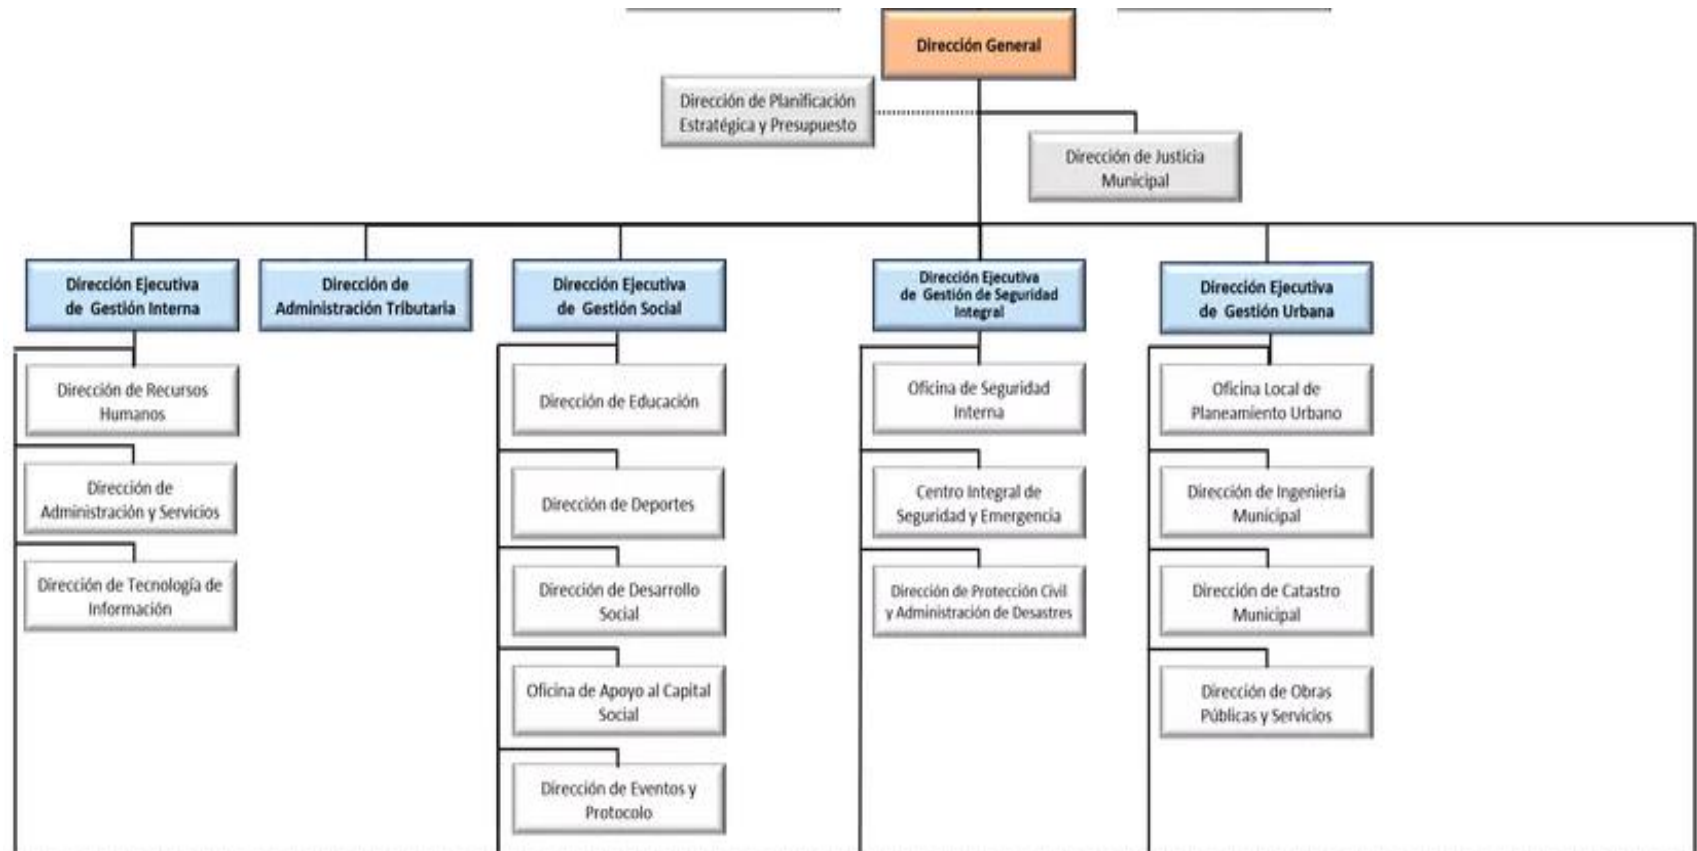 Dirección General
Dirección de Planificación
Estratégica y Presupuesto
Dirección de Justicia
Municipal
Dirección Ejecutiva
de Gestión Interna
Dirección de
Administración Tributaria
Dirección Ejecutiva
de Gestión Social
Dirección Ejecutiva
de Gestión de Seguridad
Integral
Dirección Ejecutiva
de Gestión Urbana
Dirección de Recursos
Humanos
Dirección de
Administración y Servicios
Dirección de Tecnología de
Información
Dirección de Educación
Dirección de Deportes
Dirección de Desarrollo
Social
Oficina de Apoyo al Capital
Social
Dirección de Eventos y
Protocolo
Oficina de Seguridad
Interna
Centro Integral de
Seguridad y Emergencia
Dirección de Protección Civil
y Administración de Desastres
Oficina Local de
Planeamiento Urbano
Dirección de Ingeniería
Municipal
Dirección de Catastro
Municipal
Dirección de Obras
Públicas y Servicios